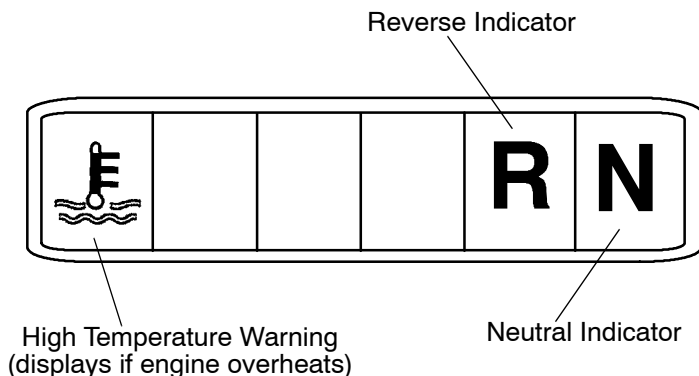 Reverse Indicator
R N
High Temperature Warning
(displays if engine overheats)
Neutral Indicator